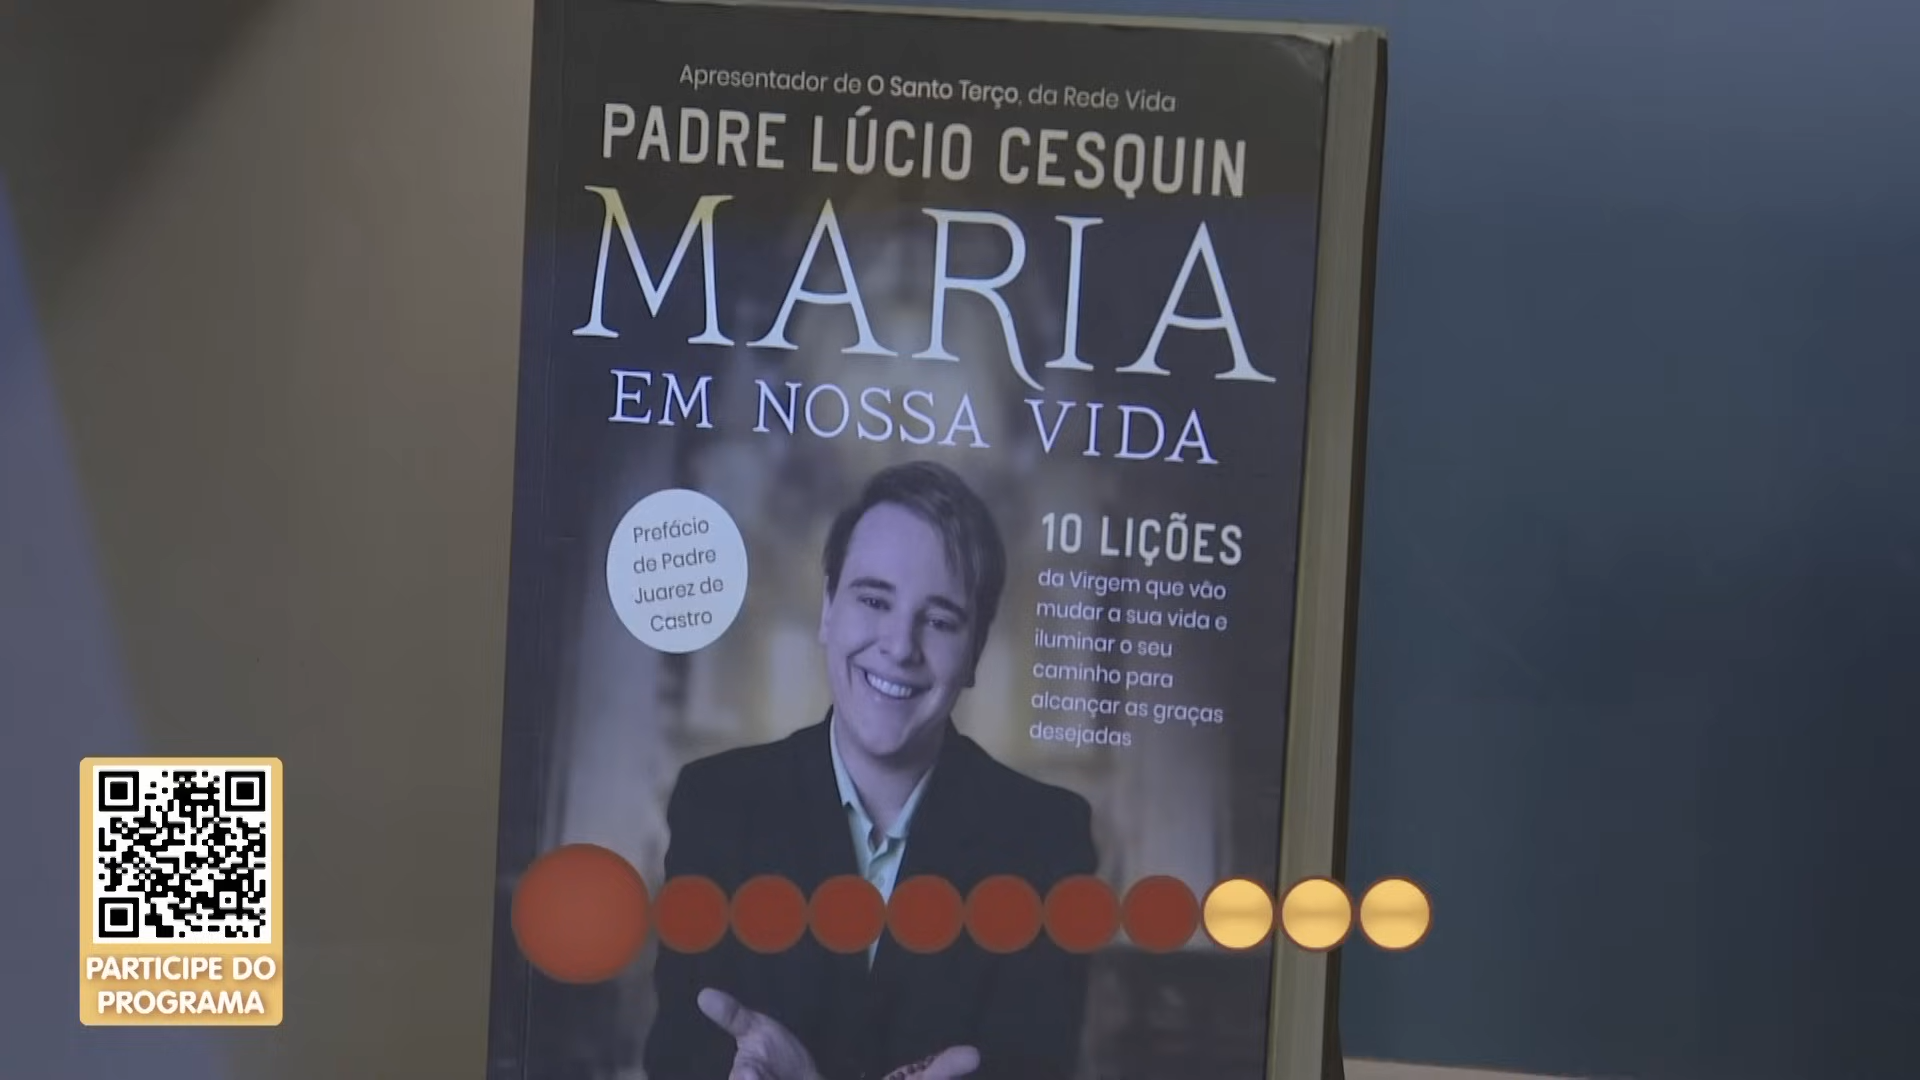 Apresentador de O Santo Terço, da Rede Vida
PADRE LÚCIO CESQUIN
MARIA
EM NOSSA VIDA
Prefácio
de Padre
Juarez de
Castro
10 LIÇÕES
da Virgem que vão
mudar a sua vida e
iluminar o seu
caminho para
alcançar as graças
desejadas
PARTICIPE DO
PROGRAMA